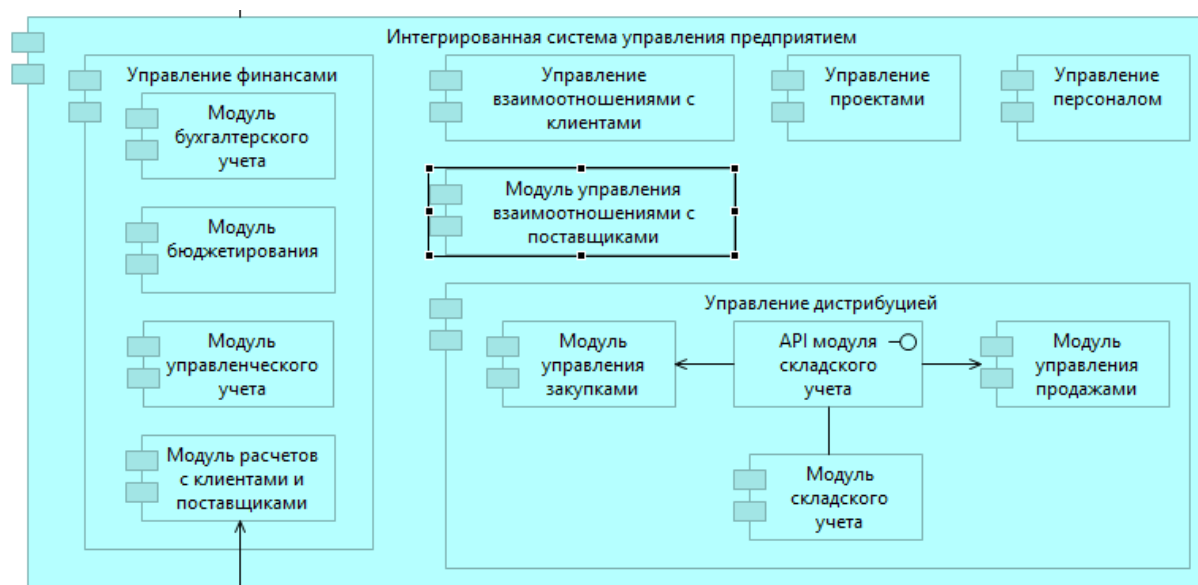 Интегрированная система управления предприятием
Управление финансами
Модуль
бухгалтерского
учета
Модуль
бюджетирования
Модуль
управленческого
учета
Модуль расчетов
с клиентами и
поставщиками
Управление
взаимоотношениями с
клиентами
Управление
проектами
Управление
персоналом
Модуль управления
взаимоотношениями с
поставщиками
Управление дистрибуцией
Модуль
управления
закупками
API модуля
складского
учета
Модуль
управления
продажами
Модуль
складского
учета